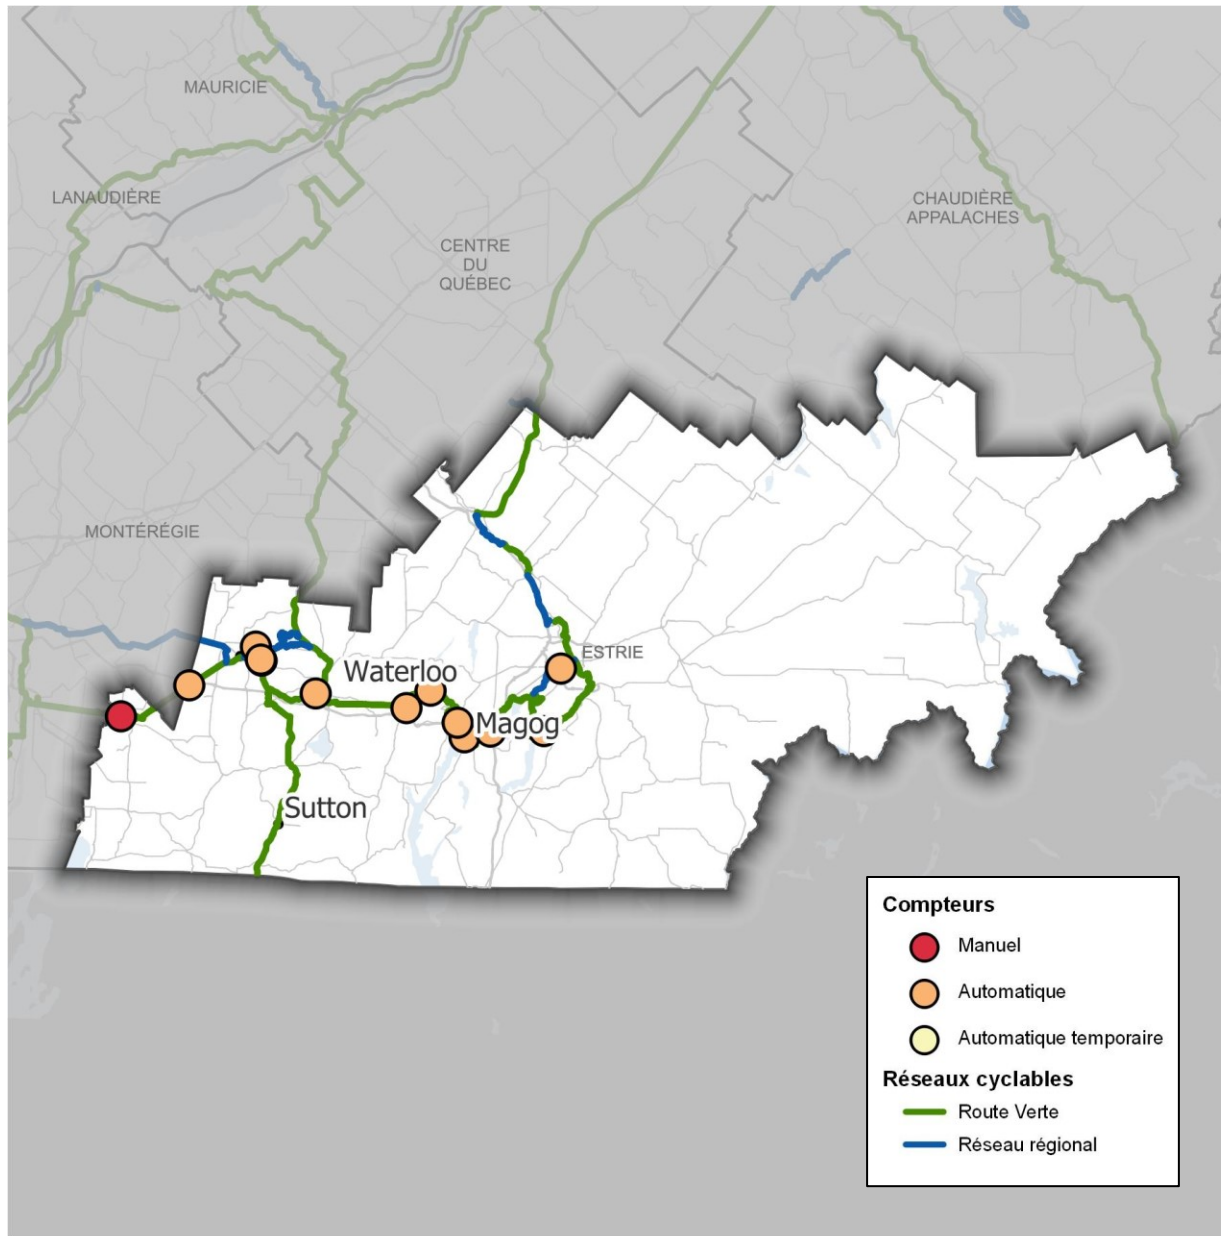 MAURICIE
LANAUDIÈRE
CHAUDIÈRE
APPALACHES
CENTRE
DU
QUÉBEC
MONTÉRÉGIE
ESTRIE
Waterloo
Magog
Sutton
Compteurs
Manuel
Automatique
Automatique temporaire
Réseaux cyclables
Route Verte
Réseau régional